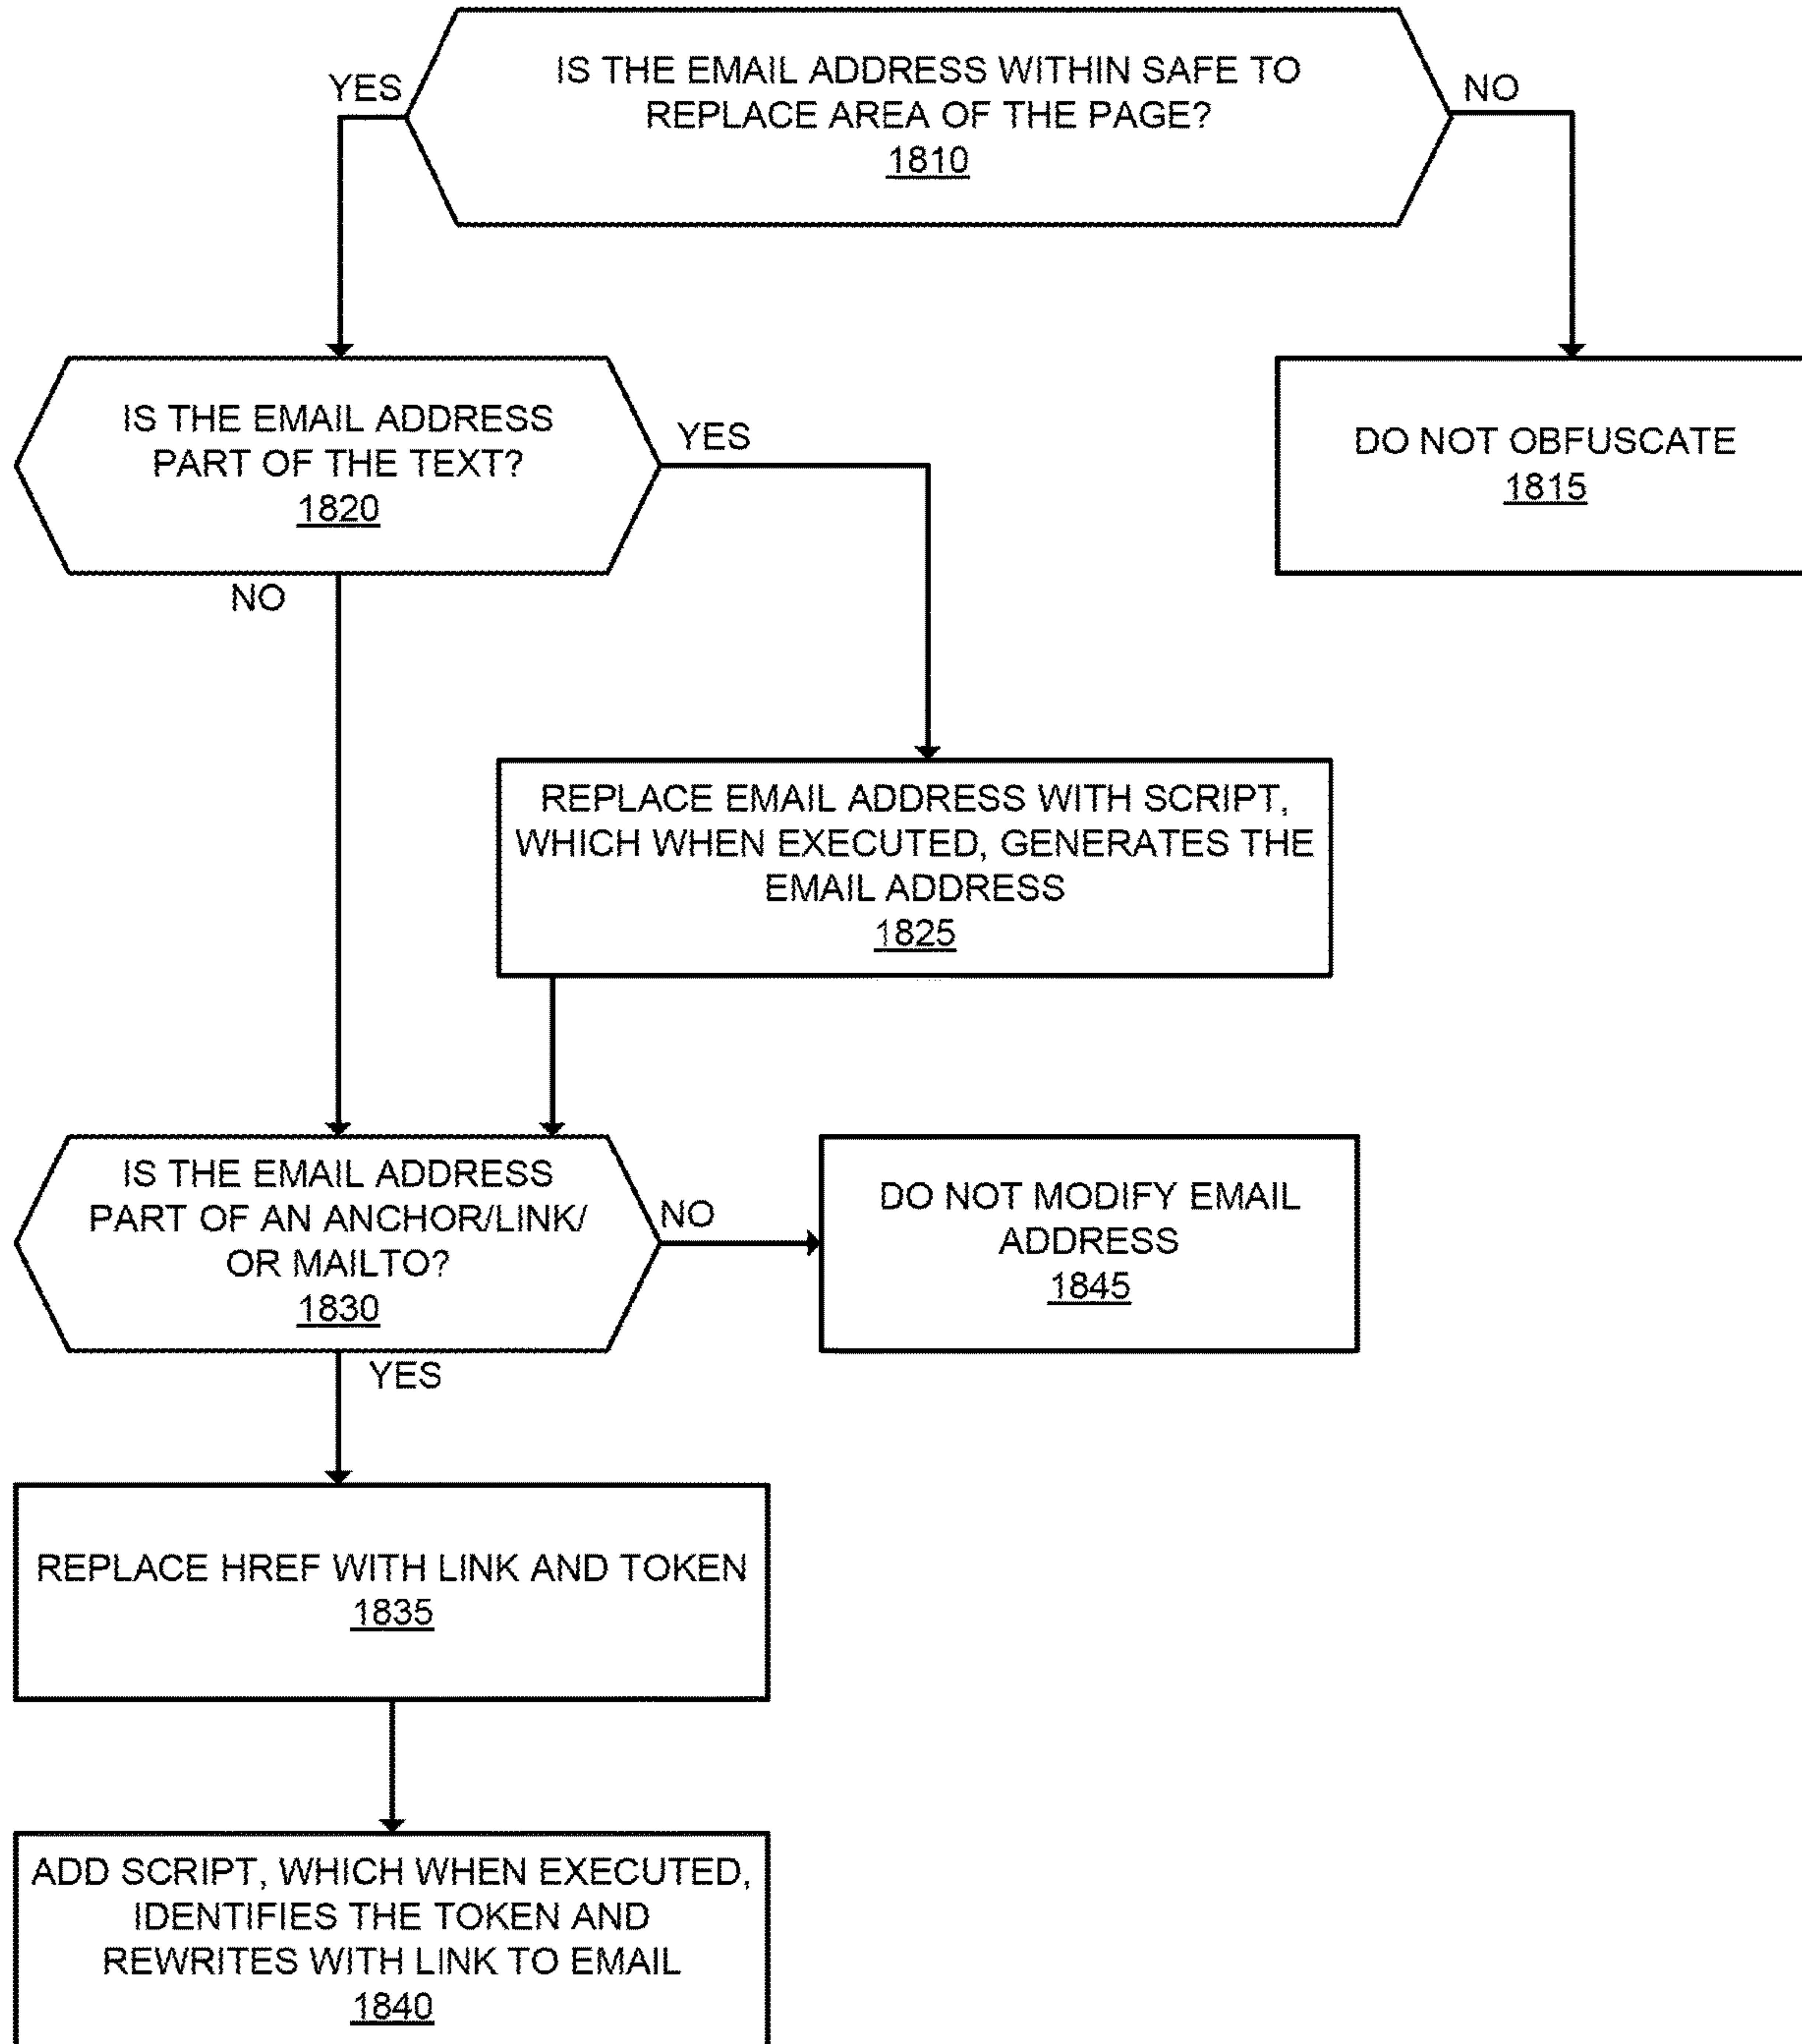 IS THE EMAIL ADDRESS WITHIN SAFE TO
REPLACE AREA OF THE PAGE?
1810
YES
NO
IS THE EMAIL ADDRESS
PART OF THE TEXT?
1820
YES
NO
DO NOT OBFUSCATE
1815
REPLACE EMAIL ADDRESS WITH SCRIPT,
WHICH WHEN EXECUTED, GENERATES THE
EMAIL ADDRESS
1825
IS THE EMAIL ADDRESS
PART OF AN ANCHOR/LINK/
OR MAILTO?
1830
NO
YES
DO NOT MODIFY EMAIL
ADDRESS
1845
REPLACE HREF WITH LINK AND TOKEN
1835
ADD SCRIPT, WHICH WHEN EXECUTED,
IDENTIFIES THE TOKEN AND
REWRITES WITH LINK TO EMAIL
1840